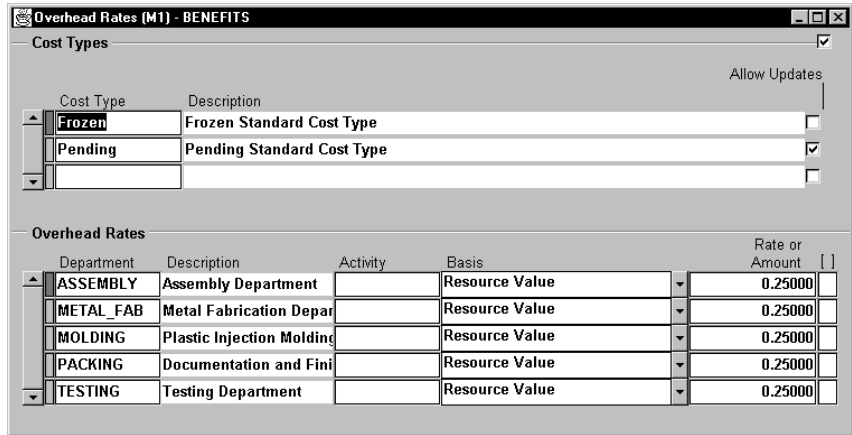 Overhead Rates (M1) - BENEFITS
Cost Types
Allow Updates
Cost Type Description
Frozen Frozen Standard Cost Type
Pending Pending Standard Cost Type
Overhead Rates
Rate or
Department Description Activity Basis Amount [ ]
ASSEMBLY Assembly Department Resource Value 0.25000
METAL_FAB Metal Fabrication Depar Resource Value 0.25000
MOLDING Plastic Injection Molding Resource Value 0.25000
PACKING Documentation and Fini Resource Value 0.25000
TESTING Testing Department Resource Value 0.25000